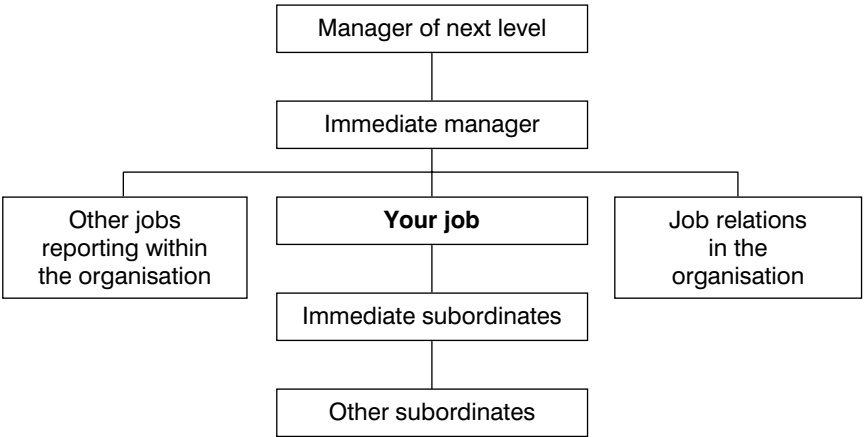 Manager of next level
Immediate manager
Other jobs
reporting within
the organisation
Your job
Job relations
in the
organisation
Immediate subordinates
Other subordinates